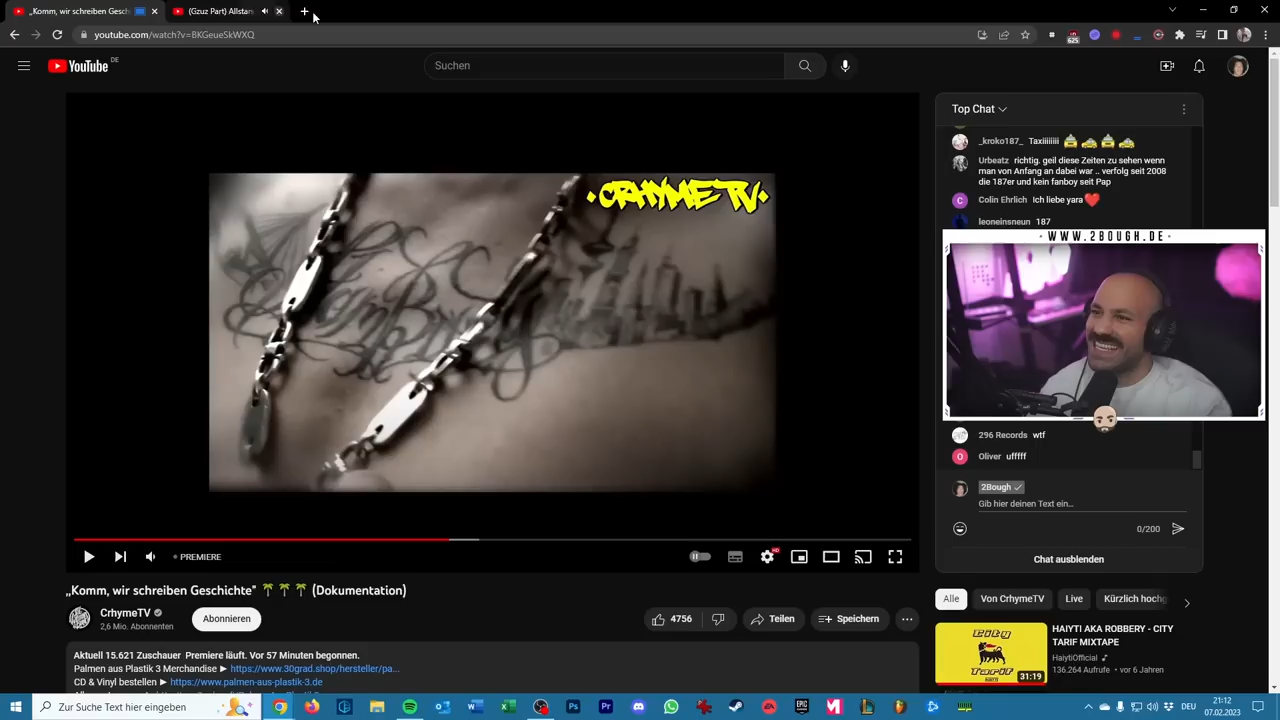 „Komm, wir schreiben Gesch
(Gzuz Part) Allstar
youtube.com/watch?v=BKGeueSkWXQ
625
YouTube DE
Suchen
CRHYME TV
Top Chat
_kroko187_ Taxiiiiiiii
Urbeatz richtig. geil diese Zeiten zu sehen wenn
man von Anfang an dabei war .. verfolg seit 2008
die 187er und kein fanboy seit Pap
Colin Ehrlich Ich liebe yara
leoneinsneun 187
· WWW.2BOUGH.DE ·
296 Records wtf
Oliver ufffff
2Bough
Gib hier deinen Text ein...
0/200
Chat ausblenden
PREMIERE
HD
„Komm, wir schreiben Geschichte" 🌴 🌴 🌴 (Dokumentation)
CrhymeTV
2,6 Mio. Abonnenten
Abonnieren
4756
Teilen
Speichern
Alle
Von CrhymeTV
Live
Kürzlich hochg
Aktuell 15.621 Zuschauer Premiere läuft. Vor 57 Minuten begonnen.
Palmen aus Plastik 3 Merchandise ► https://www.30grad.shop/hersteller/pa...
CD & Vinyl bestellen ► https://www.palmen-aus-plastik-3.de
City
Tarif
31:19
HAIYTI AKA ROBBERY - CITY
TARIF MIXTAPE
HaiytiOfficial
136.264 Aufrufe • vor 6 Jahren
Zur Suche Text hier eingeben
DEU
21:12
07.02.2023